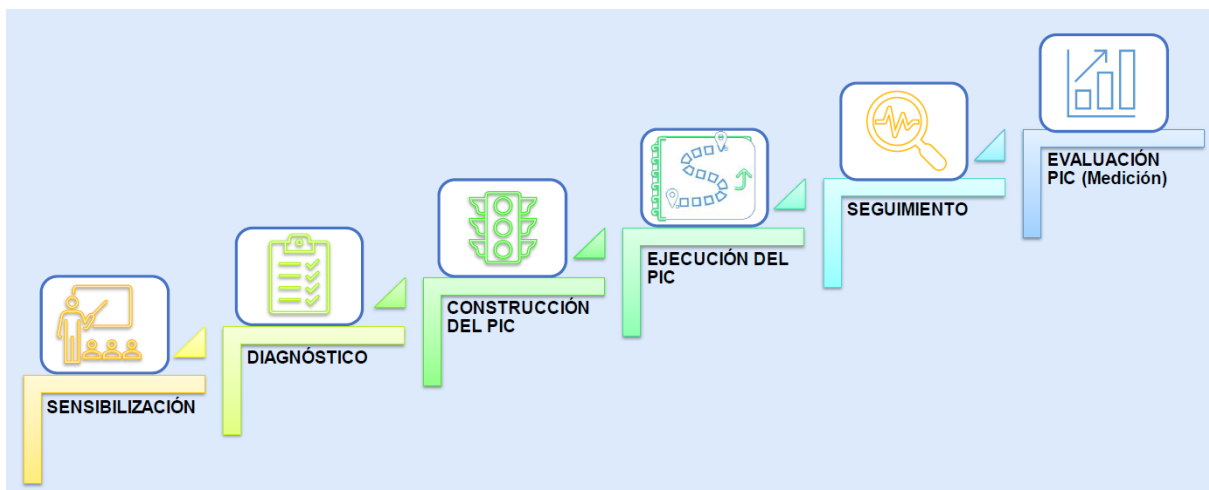 SENSIBILIZACIÓN
DIAGNÓSTICO
CONSTRUCCIÓN
DEL PIC
EJECUCIÓN DEL
PIC
SEGUIMIENTO
EVALUACIÓN
PIC (Medición)